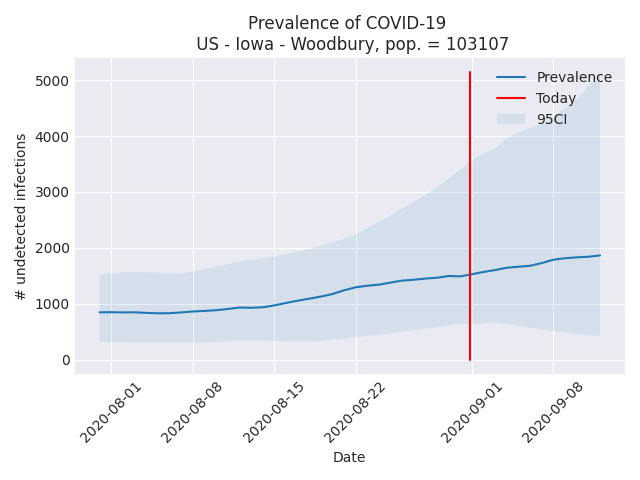 Prevalence of COVID-19
US - Iowa - Woodbury, pop. = 103107
Prevalence
Today
95CI
# undetected infections
5000
4000
3000
2000
1000
0
2020-08-01
2020-08-08
2020-08-15
2020-08-22
2020-09-01
2020-09-08
Date